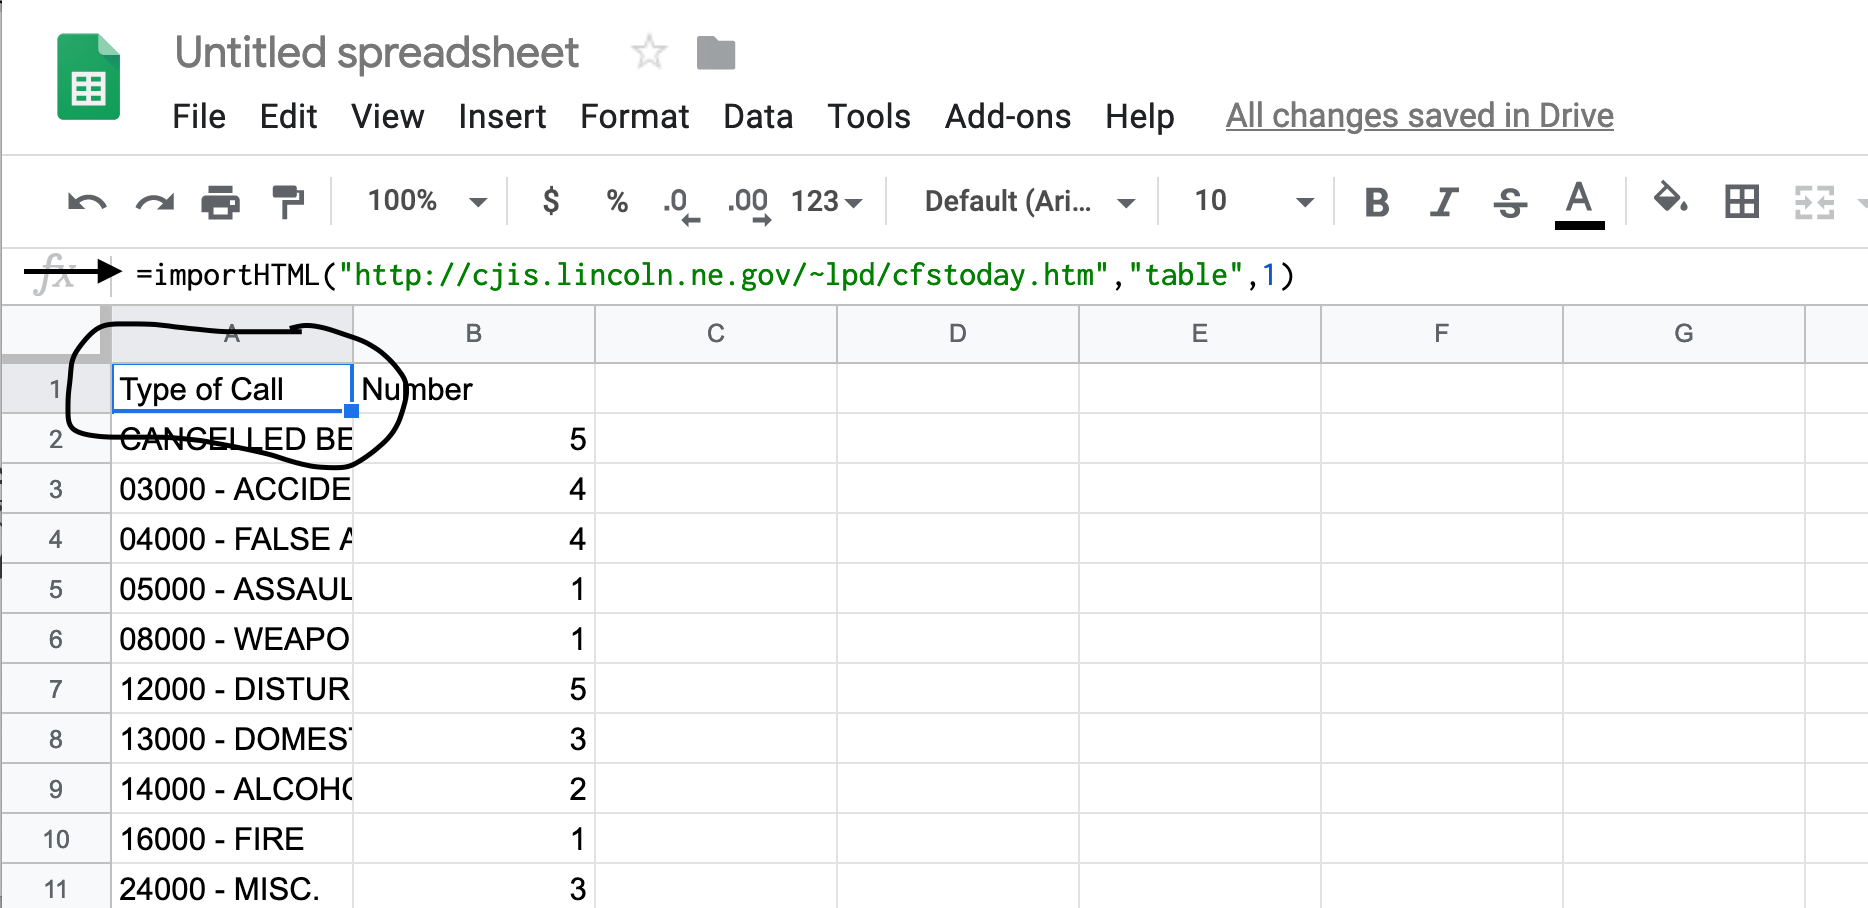 Untitled spreadsheet
File Edit View Insert Format Data Tools Add-ons Help All changes saved in Drive
100% $ % .0 .00 123 Default (Ari... 10 B I S A
fx =importHTML("http://cjis.lincoln.ne.gov/~lpd/cfstoday.htm","table",1)
A B C D E F G
1 Type of Call Number
2 CANCELLED BE 5
3 03000 - ACCIDE 4
4 04000 - FALSE A 4
5 05000 - ASSAUL 1
6 08000 - WEAPO 1
7 12000 - DISTUR 5
8 13000 - DOMEST 3
9 14000 - ALCOHO 2
10 16000 - FIRE 1
11 24000 - MISC. 3